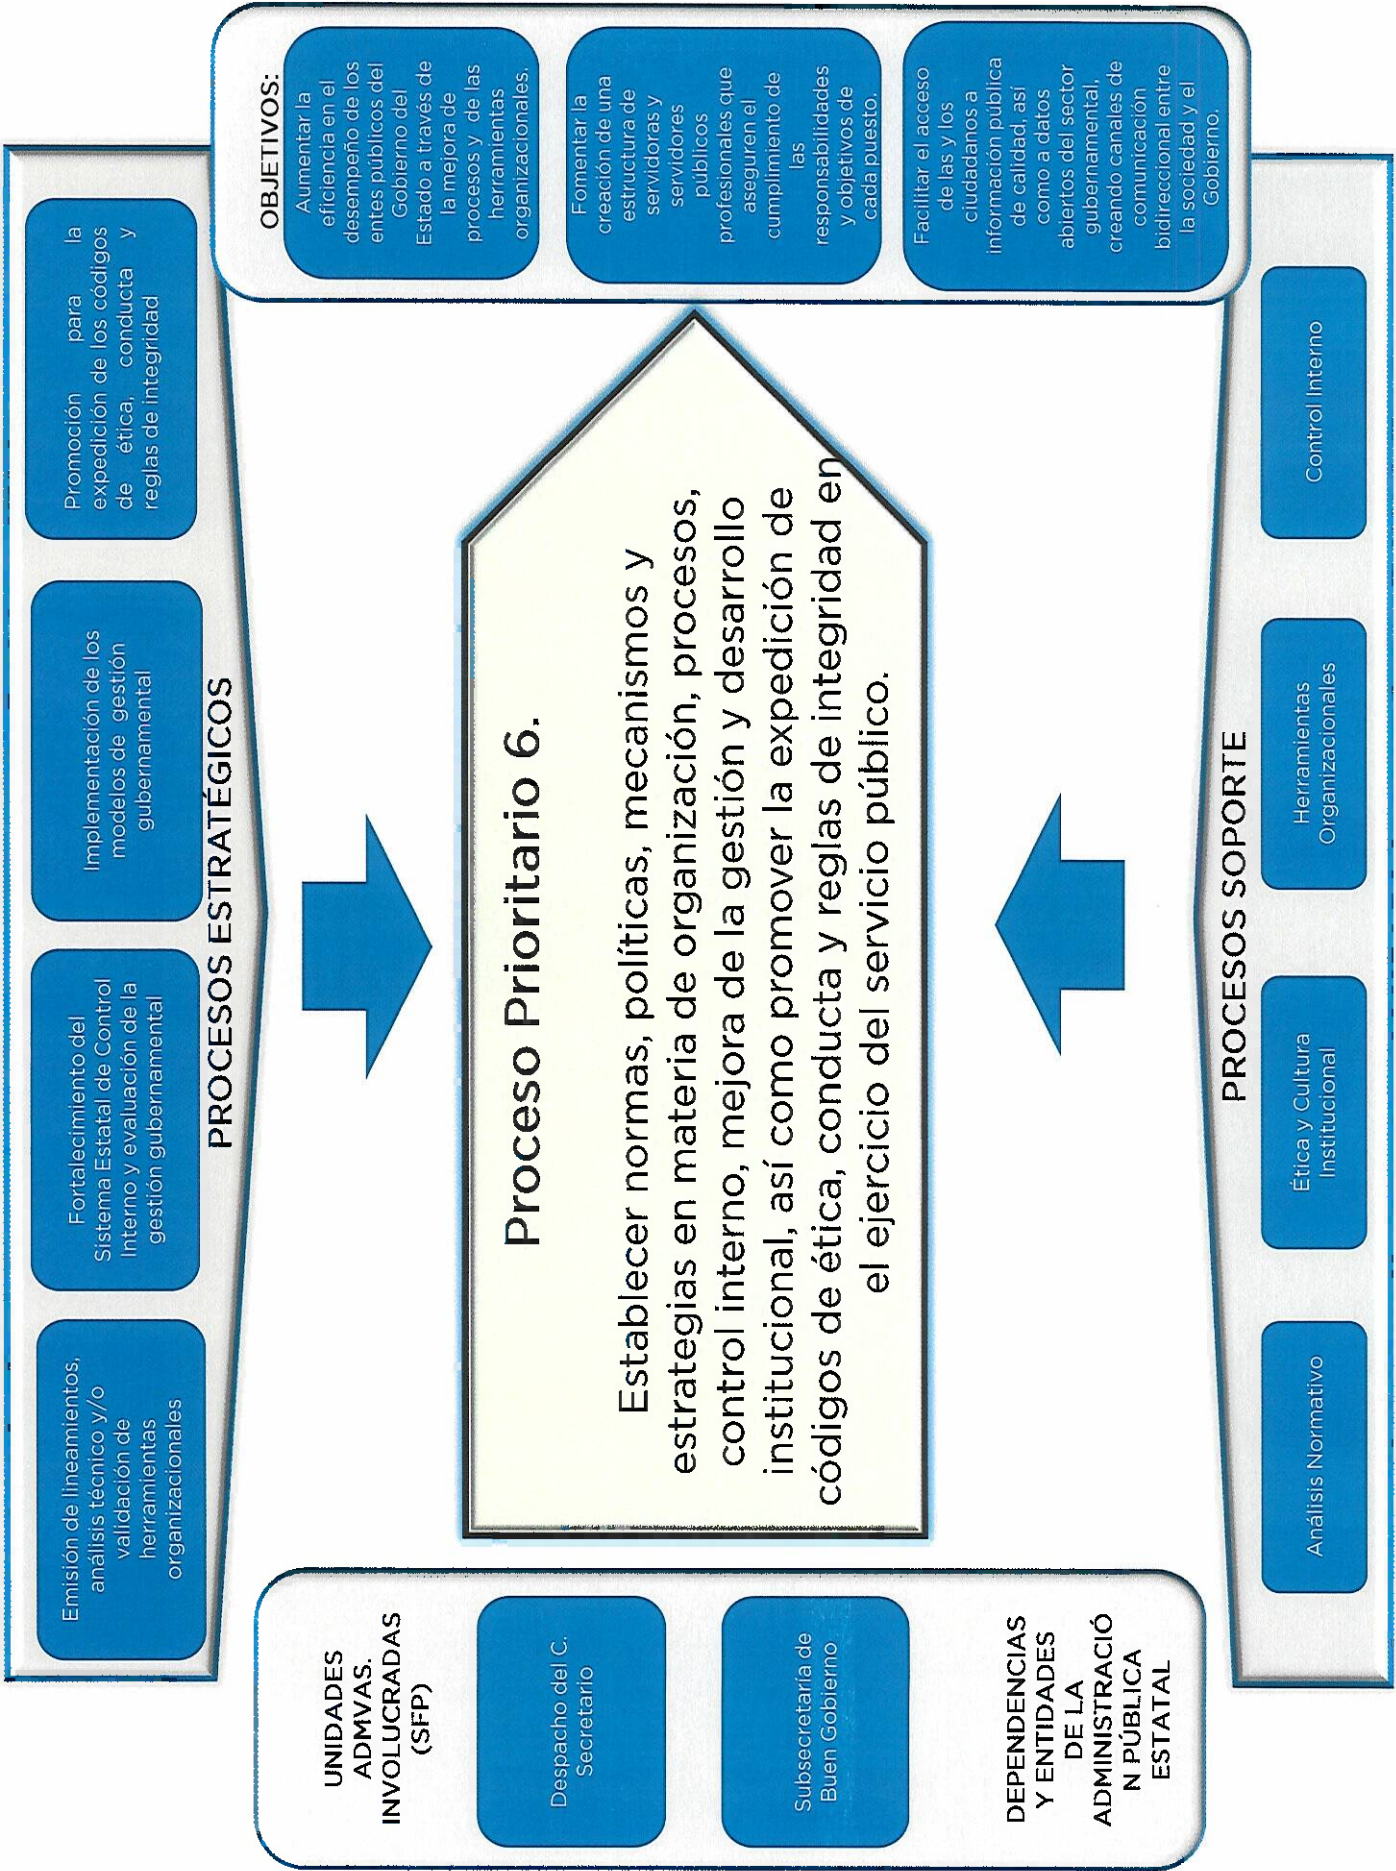 Emisión de lineamientos,
análisis técnico y/o
validación de
herramientas
organizacionales
Fortalecimiento del
Sistema Estatal de Control
Interno y evaluación de la
gestión gubernamental
Implementación de los
modelos de gestión
gubernamental
Promoción para la
expedición de los códigos
de ética, conducta y
reglas de integridad
PROCESOS ESTRATÉGICOS
UNIDADES
ADMVAS.
INVOLUCRADAS
(SFP)
Despacho del C.
Secretario
Subsecretaría de
Buen Gobierno
DEPENDENCIAS
Y ENTIDADES
DE LA
ADMINISTRACIÓ
N PÚBLICA
ESTATAL
Proceso Prioritario 6.
Establecer normas, políticas, mecanismos y
estrategias en materia de organización, procesos,
control interno, mejora de la gestión y desarrollo
institucional, así como promover la expedición de
códigos de ética, conducta y reglas de integridad en
el ejercicio del servicio público.
OBJETIVOS:
Aumentar la
eficiencia en el
desempeño de los
entes públicos del
Gobierno del
Estado a través de
la mejora de
procesos y de las
herramientas
organizacionales.
Fomentar la
creación de una
estructura de
servidoras y
servidores
públicos
profesionales que
aseguren el
cumplimiento de
las
responsabilidades
y objetivos de
cada puesto.
Facilitar el acceso
de las y los
ciudadanos a
información pública
de calidad, así
como a datos
abiertos del sector
gubernamental,
creando canales de
comunicación
bidireccional entre
la sociedad y el
Gobierno.
PROCESOS SOPORTE
Análisis Normativo
Ética y Cultura
Institucional
Herramientas
Organizacionales
Control Interno